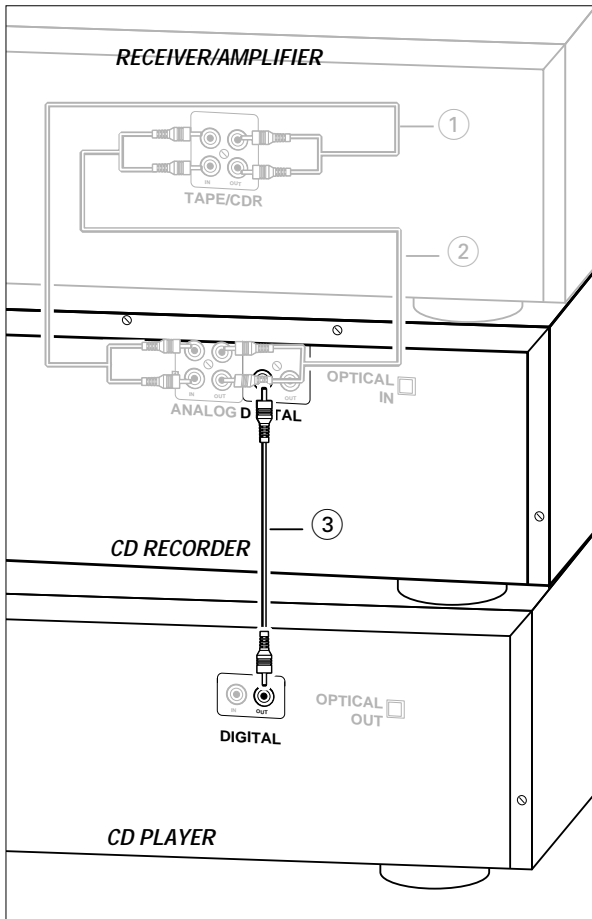 RECEIVER/AMPLIFIER
1
IN OUT
TAPE/CDR
2
OPTICAL
IN
IN OUT
OUT
ANALOG
3
CD RECORDER
IN OUT
OPTICAL
OUT
DIGITAL
CD PLAYER